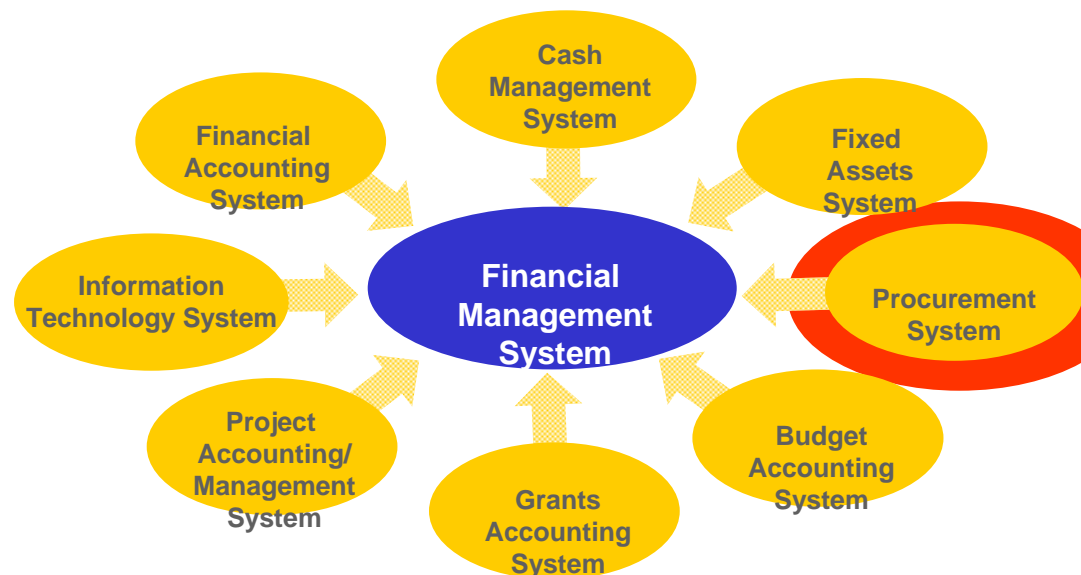 Cash
Management
System
Financial
Accounting
System
Fixed
Assets
System
Information
Technology System
Financial
Management
System
Procurement
System
Project
Accounting/
Management
System
Grants
Accounting
System
Budget
Accounting
System